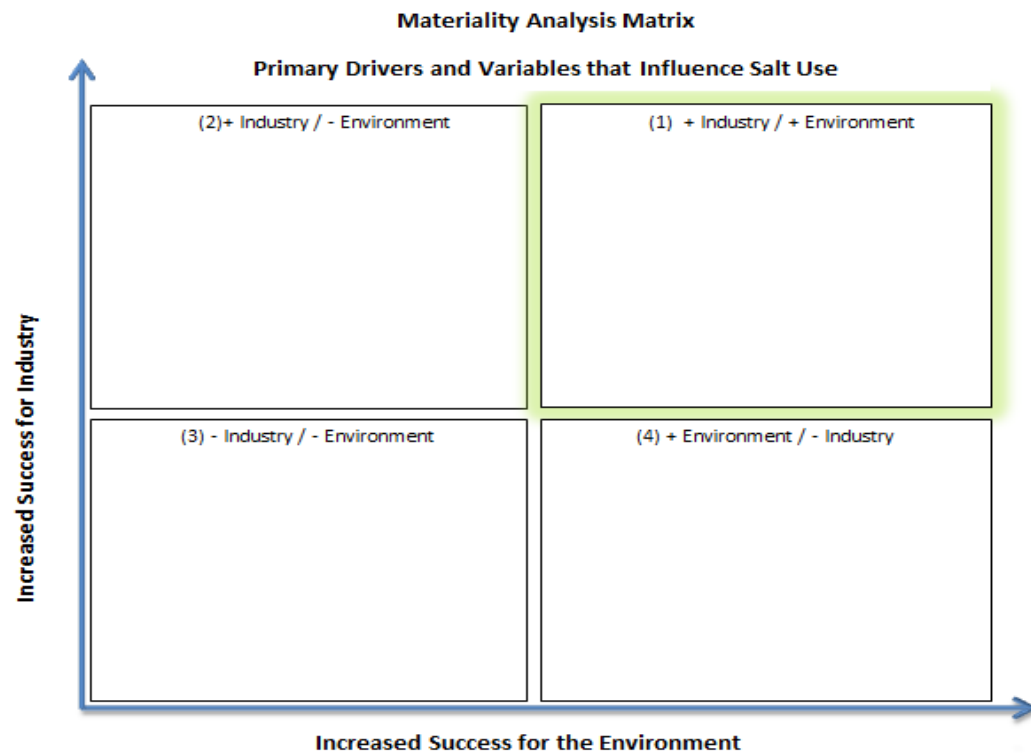 Materiality Analysis Matrix
Primary Drivers and Variables that Influence Salt Use
(2)+ Industry / - Environment
(1) + Industry / + Environment
Increased Success for Industry
(3) - Industry / - Environment
(4) + Environment / - Industry
Increased Success for the Environment